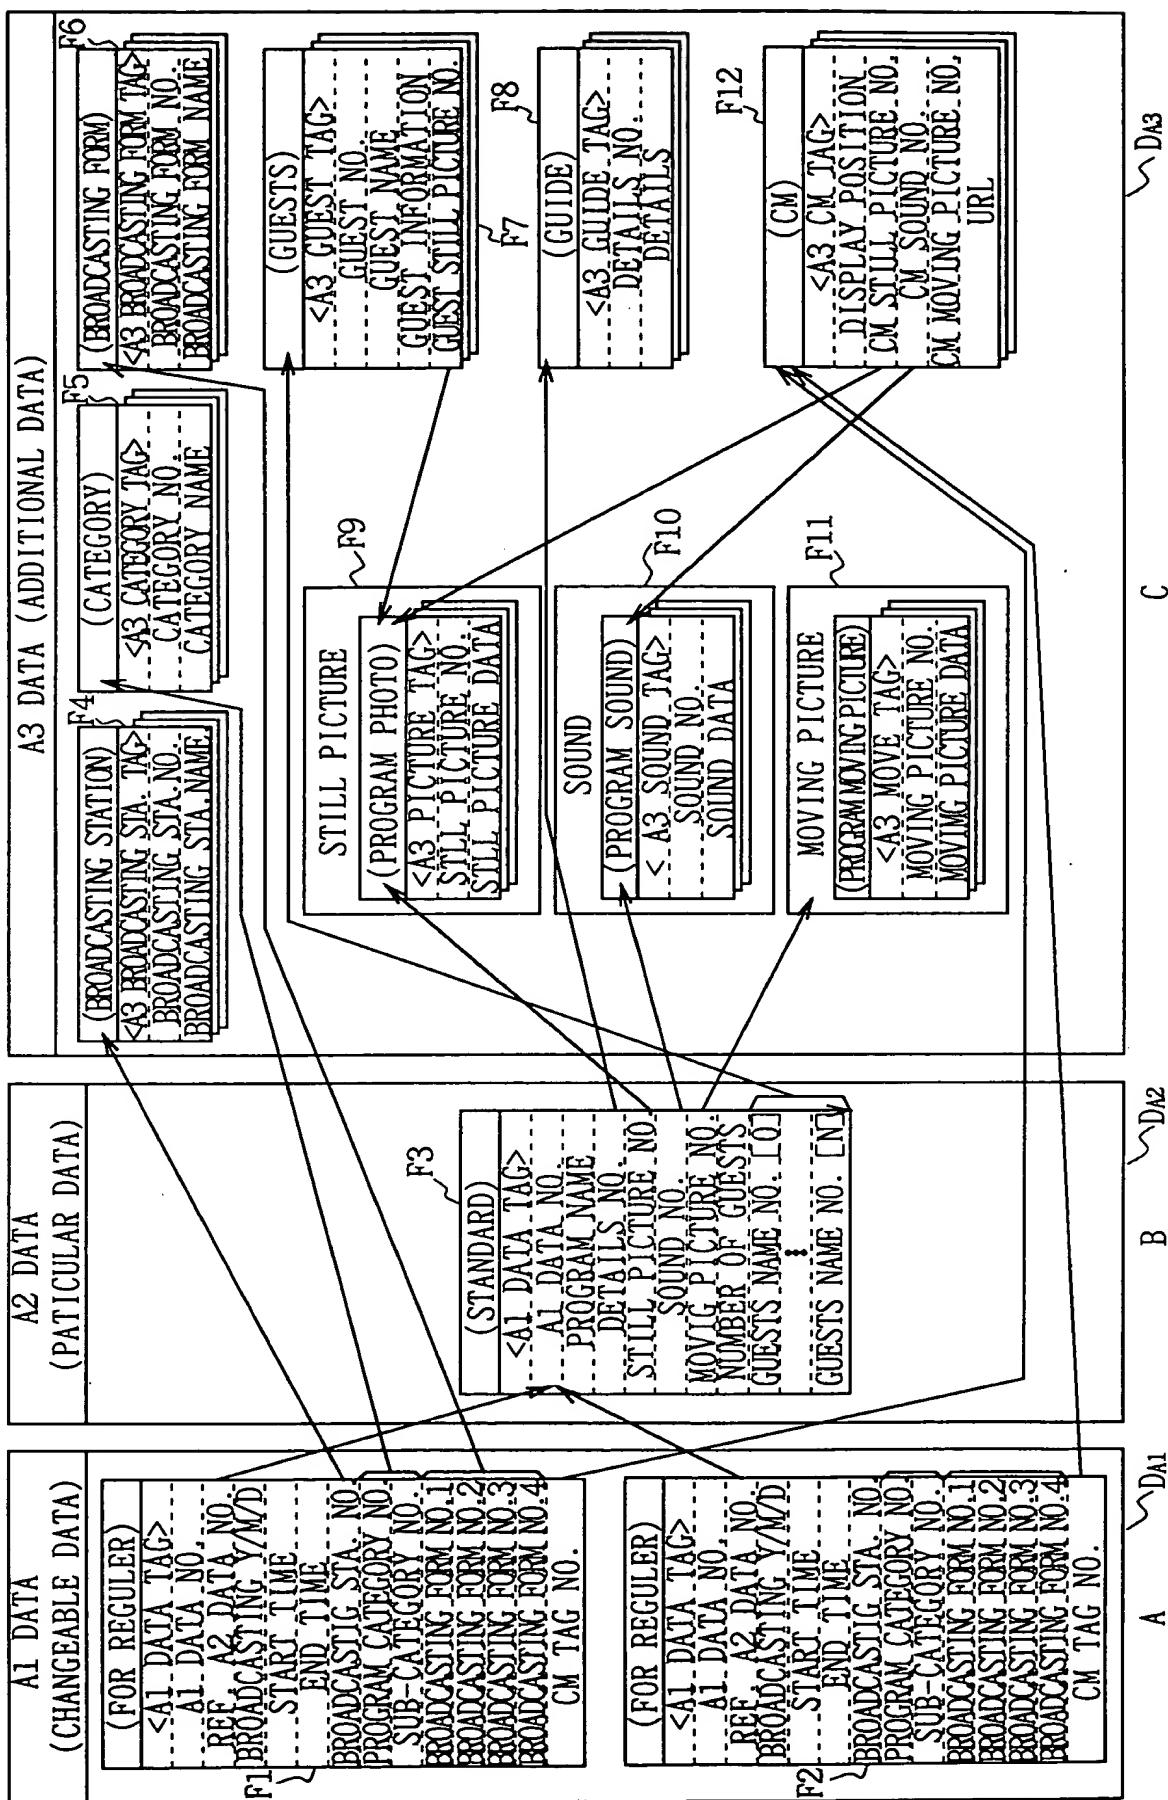 A1 DATA
(CHANGEABLE DATA)
(FOR REGULER)
<A1 DATA TAG>
A1 DATA NO.
REF. A2 DATA NO.
BROADCASTING Y/M/D
START TIME
END TIME
BROADCASTIG STA. NO.
PROGRAM CATEGORY NO.
SUB-CATEGORY NO.
BROADCASTING FORM NO.1
BROADCASTING FORM NO.2
BROADCASTING FORM NO.3
BROADCASTING FORM NO.4
CM TAG NO.
F1
(FOR REGULER)
<A1 DATA TAG>
A1 DATA NO.
REF. A2 DATA NO.
BROADCASTING Y/M/D
START TIME
END TIME
BROADCASTIG STA. NO.
PROGRAM CATEGORY NO.
SUB-CATEGORY NO.
BROADCASTING FORM NO.1
BROADCASTING FORM NO.2
BROADCASTING FORM NO.3
BROADCASTING FORM NO.4
CM TAG NO.
F2
DA1
A
A2 DATA
(PATICULAR DATA)
F3
(STANDARD)
<A1 DATA TAG>
A1 DATA NO.
PROGRAM NAME
DETAILS NO.
STILL PICTURE NO
SOUND NO.
MOVIG PICTURE NO.
NUMBER OF GUESTS
GUESTS NAME NO. [0]
GUESTS NAME NO. [N]
DA2
B
A3 DATA (ADDITIONAL DATA)
F4
(BROADCASTING STATION)
<A3 BROADCASTING STA. TAG>
BROADCASTING STA.NO.
BROADCASTING STA.NAME
F5
(CATEGORY)
<A3 CATEGORY TAG>
CATEGORY NO.
CATEGORY NAME
F6
(BROADCASTING FORM)
<A3 BROADCASTING FORM TAG>
BROADCASTING FORM NO.
BROADCASTING FORM NAME
STILL PICTURE
F9
(PROGRAM PHOTO)
<A3 PICTURE TAG>
STLL PICTURE NO.
STLL PICTURE DATA
(GUESTS)
<A3 GUEST TAG>
GUEST NO.
GUEST NAME
GUEST INFORMATION
GUEST STILL PICTURE NO.
F7
SOUND
F10
(PROGRAM SOUND)
< A3 SOUND TAG>
SOUND NO.
SOUND DATA
F8
(GUIDE)
<A3 GUIDE TAG>
DETAILS NO.
DETAILS
MOVING PICTURE
F11
(PROGRAM MOVING PICTURE)
<A3 MOVE TAG>
MOVING PICTURE NO.
MOVIMG PICTURE DATA
F12
(CM)
<A3 CM TAG>
DISPLAY POSITION
CM STILL PICTURE NO,
CM SOUND NO.
CM MOVING PICTURE NO,
URL
DA3
C